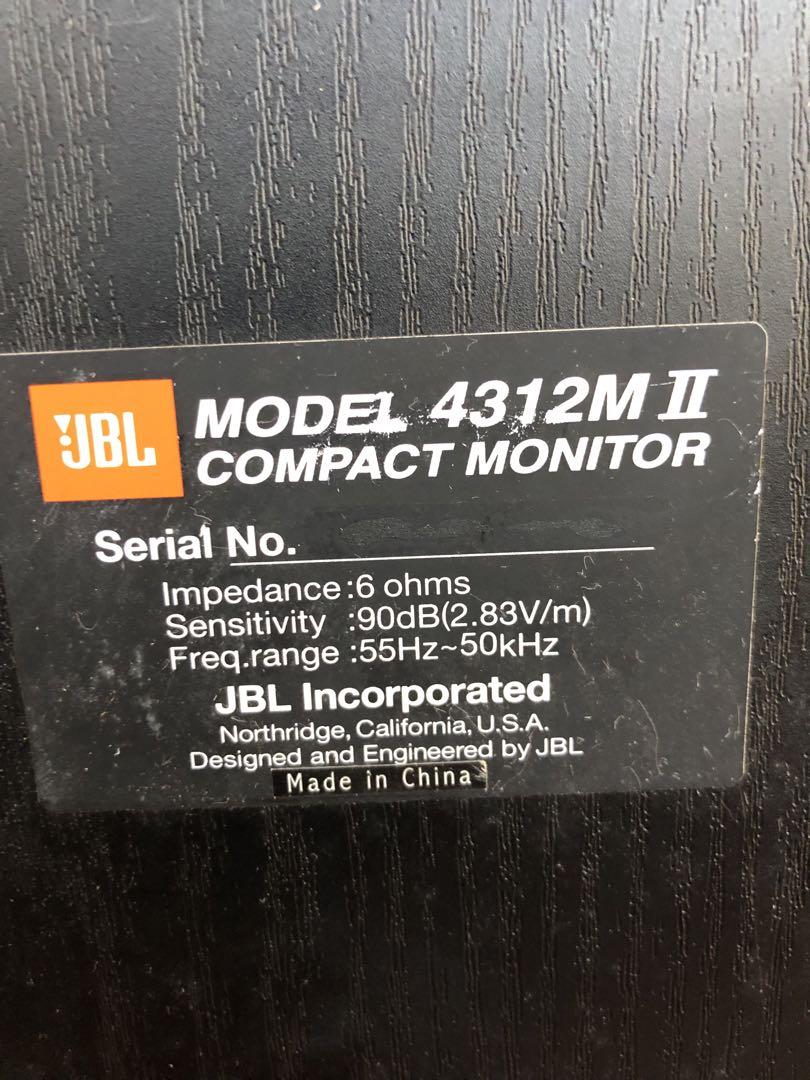 JBL
MODEL 4312M II
COMPACT MONITOR
Serial No.
Impedance :6 ohms
Sensitivity :90dB(2.83V/m)
Freq.range :55Hz~50kHz
JBL Incorporated
Northridge, California, U.S.A.
Designed and Engineered by JBL
Made in China